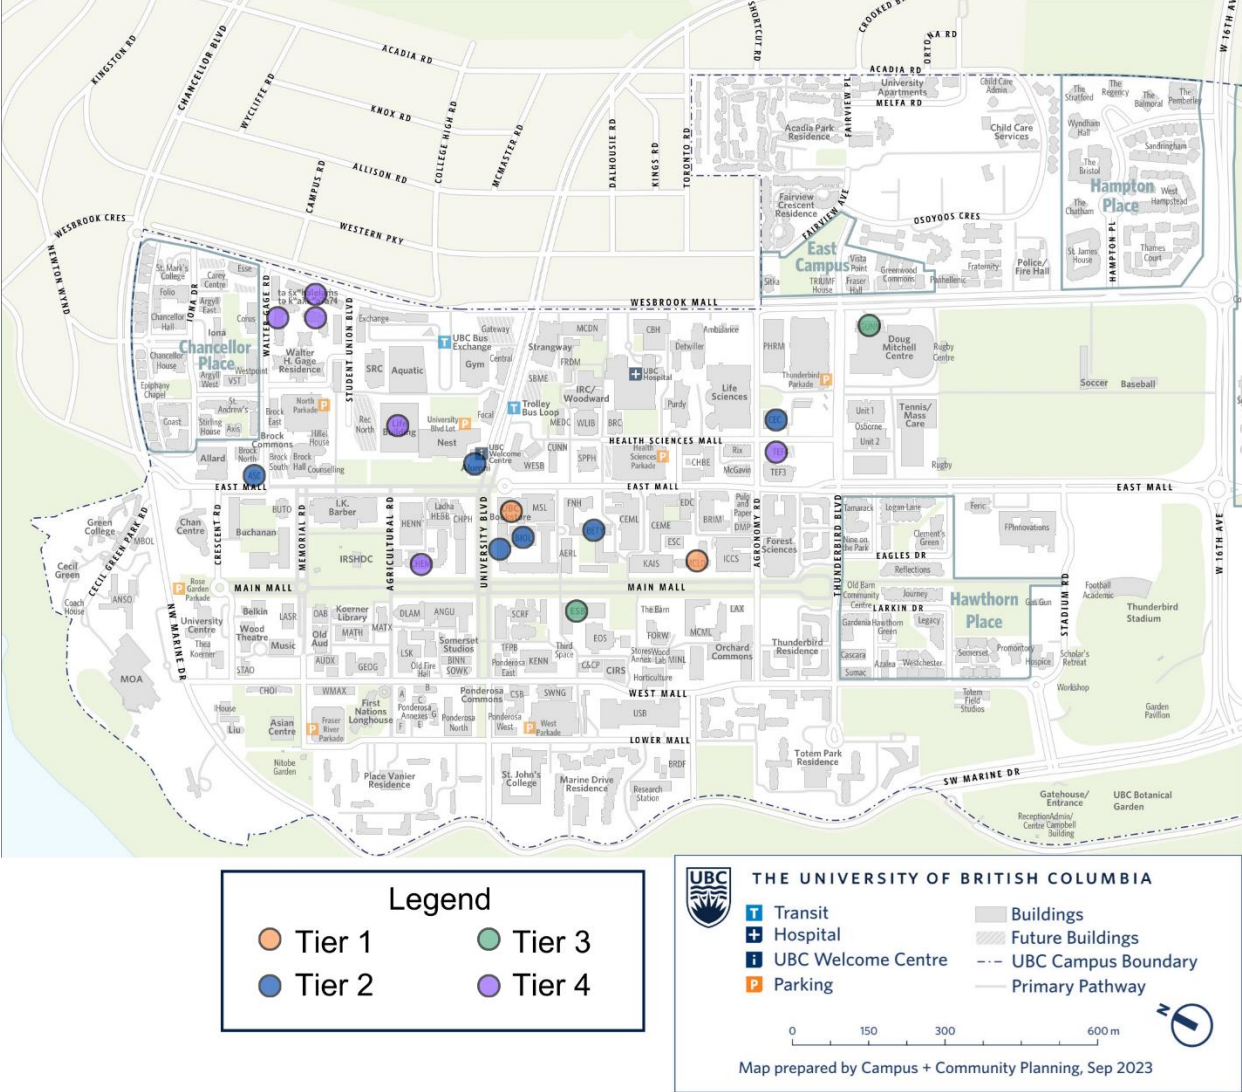 SHORTCUT RD
CROOKED
W 16TH AV
KINGSTON RD
CHANCELLOR BLVD
ACADIA RD
WYCLIFFE RD
KNOX RD
COLLEGE HIGH RD
MCMASTER RD
ALLISON RD
CAMPUS RD
DALHOUSIE RD
KINGS RD
TORONTO RD
WESTERN PKY
WESBROOK CRES
NEWTON WYND
ACADIA RD
University
Apartments
MELFA RD
FAIRVIEW PL
Child Care
Admin
Acadia Park
Residence
Child Care
Services
The
Stratford
The
Regency
The
Balmoral
The
Pemberley
Wyndham
Hall
Sandringham
The
Bristol
Hampton
Place
West
Hampstead
The
Chatham
St. James
House
HAMPTON PL
Thames
Court
Fairview
Crescent
Residence
FAIRVIEW AVE
OSOYOOS CRES
East
Campus
Vista
Point
Sitka
TRIUMF
House
Fraser
Hall
Greenwood
Commons
Fraternity
Panhellenic
Police/
Fire Hall
WESBROOK MALL
St. Mark's
College
Carey
Centre
Esse
Folio
IONA DR
Argyll
East
Chancellor
Hall
Iona
Corus
Chancellor
Place
Chancellor
House
Argyll
West
VST
Westpoint
Epiphany
Chapel
St.
Andrew's
Coast
Stirling
House
Axis
WALTER GAGE RD
Walter
H. Gage
Residence
STUDENT UNION BLVD
Exchange
SRC
Aquatic
UBC Bus
Exchange
Gateway
Gym
Central
Strangway
MCDN
CBH
Ambulance
FRDM
Detwiller
SBME
UBC
Hospital
IRC/
Woodward
PHRM
Doug
Mitchell
Centre
Rugby
Centre
Thunderbird
Parkade
Soccer
Baseball
North
Parkade
Rec
North
Life
Building
University
Blvd Lot
Focal
Trolley
Bus Loop
MEDC
WLIB
BRC
Purdy
Life
Sciences
CEC
Unit 1
Osborne
Unit 2
Tennis/
Mass
Care
Brock
East
Brock
Commons
Hillel
House
Nest
UBC
Welcome
Centre
Alumni
CUNN
HEALTH SCIENCES MALL
Allard
Brock
North
Brock
South
Brock
Hall
Counselling
WESB
SPPH
Health
Sciences
Parkade
CHBE
Rix
McGavin
TEF3
Rugby
ASC
EAST MALL
EAST MALL
EAST MALL
Green
College
CECIL GREEN PARK RD
MBOL
Chan
Centre
CRESCENT RD
BUTO
Buchanan
MEMORIAL RD
I.K.
Barber
Ladha
HEBB
HENN
CHPH
AGRICULTURAL RD
UNIVERSITY BLVD
UBC
Bookstore
MSL
FNH
BIOL
AERL
CEML
EDC
CEME
BRIM
Pulp
and
Paper
DMP
ESC
AGRONOMY RD
Forest
Sciences
THUNDERBIRD BLVD
Tamarack
Logan Lane
Nine on
the Park
Clement's
Green
EAGLES DR
Reflections
Feric
FPInnovations
W 16TH AVE
Cecil
Green
IRSHDC
CHEM
KAIS
ICCS
Coach
House
ANSO
Rose
Garden
Parkade
MAIN MALL
MAIN MALL
Old Barn
Community
Centre
Journey
LARKIN DR
Hawthorn
Place
STADIUM RD
Football
Academy
Thunderbird
Stadium
NW MARINE DR
University
Centre
Belkin
LASR
Wood
Theatre
Music
Thea
Koerner
STAO
Old
Aud
OAB
Koerner
Library
MATH
MATX
AUDX
GEOG
DLAM
ANGU
LSK
Somerset
Studios
Old Fire
Hall
BINN
SOWK
SCRF
ESB
The Barn
LAX
TFPB
Third
Space
EOS
FORW
MCML
Ponderosa
East
KENN
C&CP
CIRS
Stores
Annex
Wood
Lab
MINL
Horticulture
Orchard
Commons
Thunderbird
Residence
Gardenia
Hawthorn
Green
Legacy
Cascara
Azalea
Westchester
Sumac
Somerset
Promontory
Hospice
Scholar's
Retreat
MOA
WEST MALL
Workshop
CHOI
WMAX
House
Liu
Asian
Centre
Fraser
River
Parkade
First
Nations
Longhouse
A
B
C
Ponderosa
Annexes
G
F
E
Ponderosa
North
Ponderosa
Commons
CSB
SWNG
Ponderosa
West
West
Parkade
USB
Totem
Field
Studios
Garden
Pavilion
LOWER MALL
Nitobe
Garden
Place Vanier
Residence
St. John's
College
Marine Drive
Residence
BRDF
Research
Station
Totem Park
Residence
SW MARINE DR
Gatehouse/
Entrance
UBC Botanical
Garden
Reception
Centre
Admin/
Campbell
Building
Legend
Tier 1
Tier 2
Tier 3
Tier 4
UBC
THE UNIVERSITY OF BRITISH COLUMBIA
T Transit
Hospital
i UBC Welcome Centre
P Parking
Buildings
Future Buildings
UBC Campus Boundary
Primary Pathway
N
0 150 300 600 m
Map prepared by Campus + Community Planning, Sep 2023